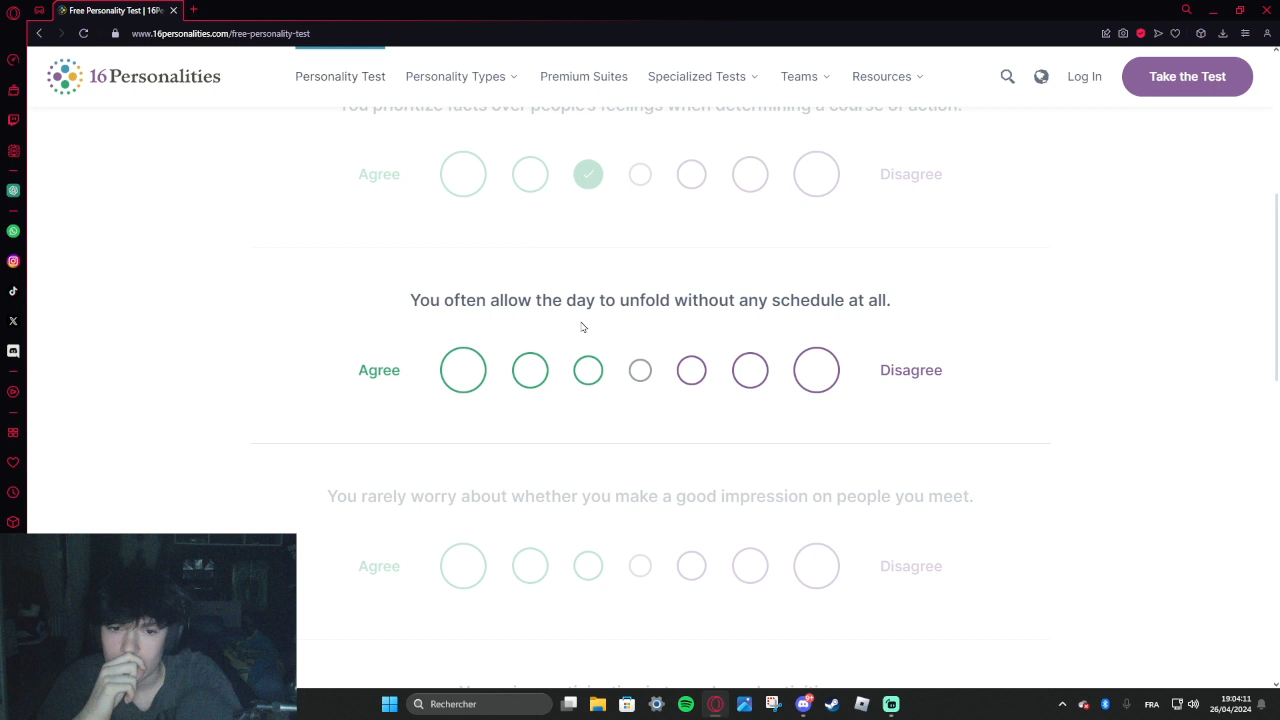 Free Personality Test | 16Pe
www.16personalities.com/free-personality-test
16Personalities
Personality Test
Personality Types
Premium Suites
Specialized Tests
Teams
Resources
Log In
Take the Test
You prioritize facts over people's feelings when determining a course of action.
Agree
Disagree
You often allow the day to unfold without any schedule at all.
Agree
Disagree
You rarely worry about whether you make a good impression on people you meet.
Agree
Disagree
Rechercher
FRA
19:04:11
26/04/2024